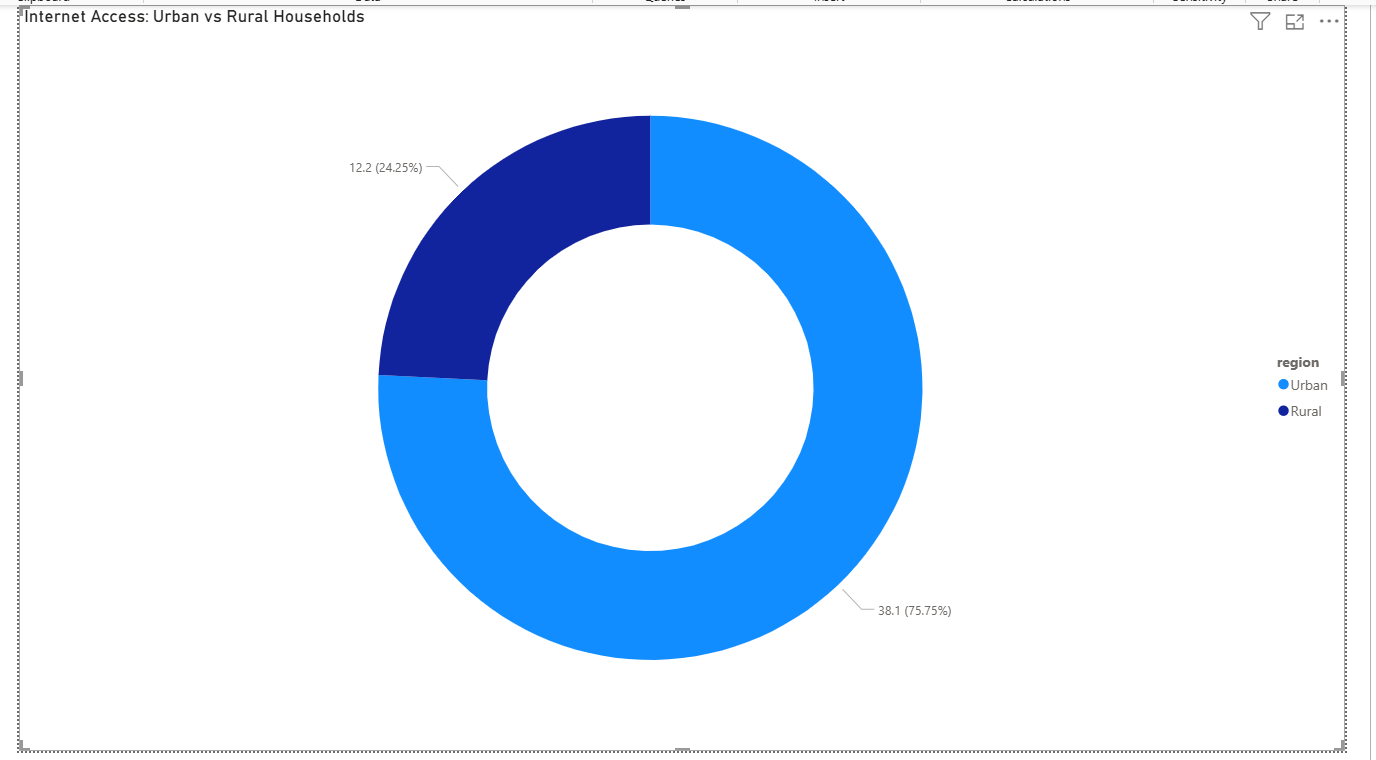 Internet Access: Urban vs Rural Households
12.2 (24.25%)
region
Urban
Rural
38.1 (75.75%)